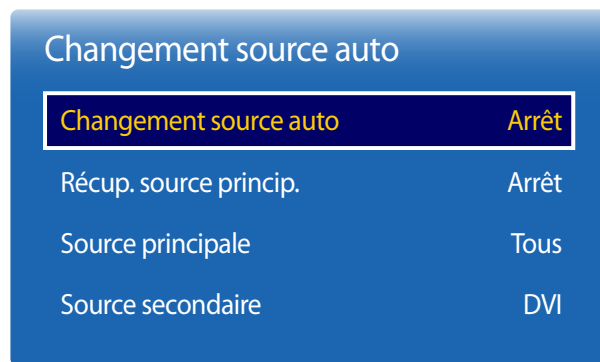 Changement source auto
Changement source auto Arrêt
Récup. source princip. Arrêt
Source principale Tous
Source secondaire DVI